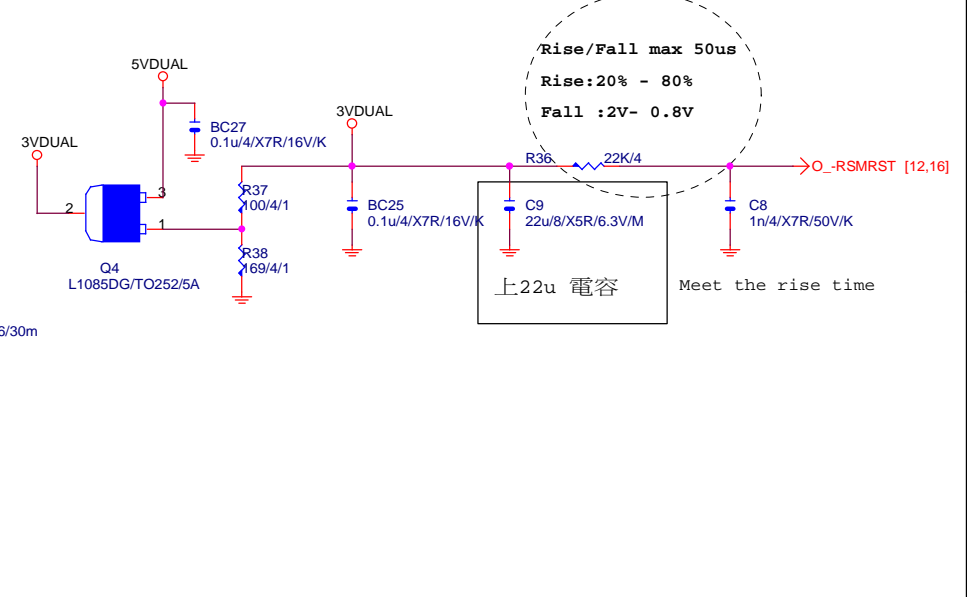 Rise/Fall max 50us
Rise:20% - 80%
Fall :2V- 0.8V
5VDUAL
BC27
0.1u/4/X7R/16V/K
3VDUAL
3VDUAL
R36
22K/4
O_-RSMRST [12,16]
3
2
1
R37
100/4/1
BC25
0.1u/4/X7R/16V/K
C9
22u/8/X5R/6.3V/M
C8
1n/4/X7R/50V/K
R38
169/4/1
Q4
L1085DG/TO252/5A
上22u 電容
Meet the rise time
6/30m